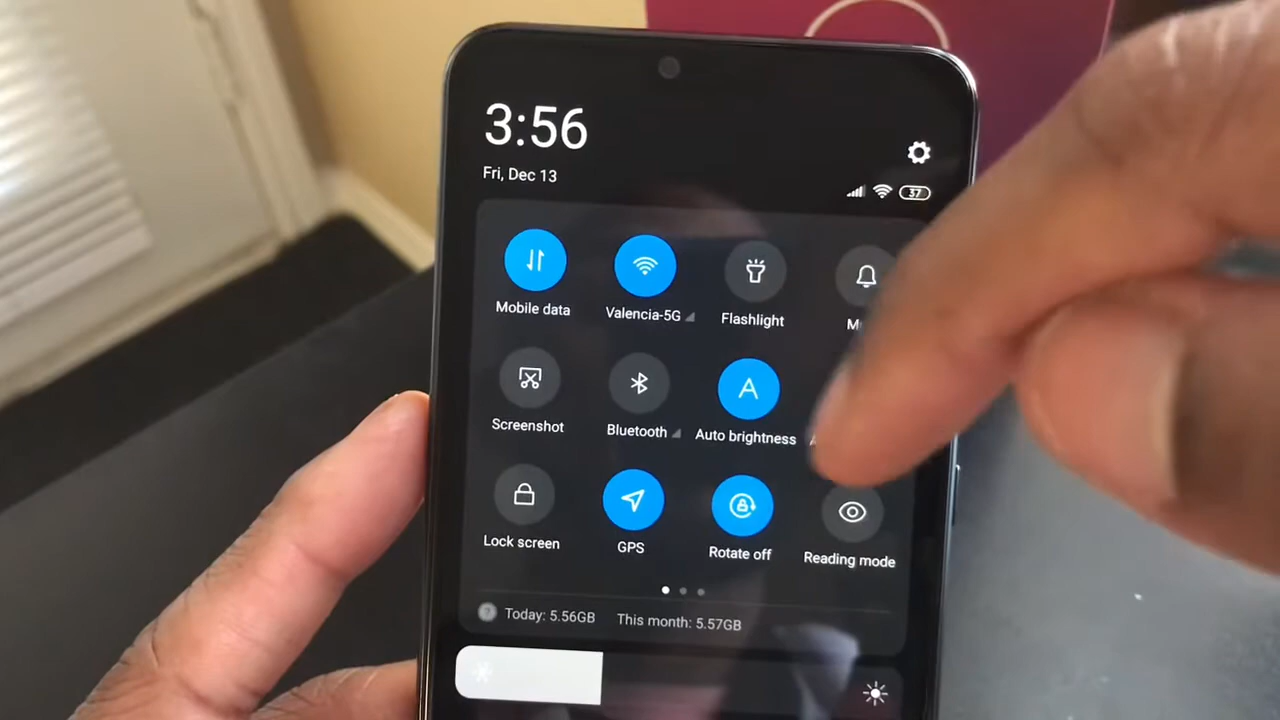 3:56
Fri, Dec 13
37
Mobile data
Valencia-5G
Flashlight
Screenshot
Bluetooth
A
Auto brightness
Lock screen
GPS
Rotate off
Reading mode
Today: 5.56GB This month: 5.57GB